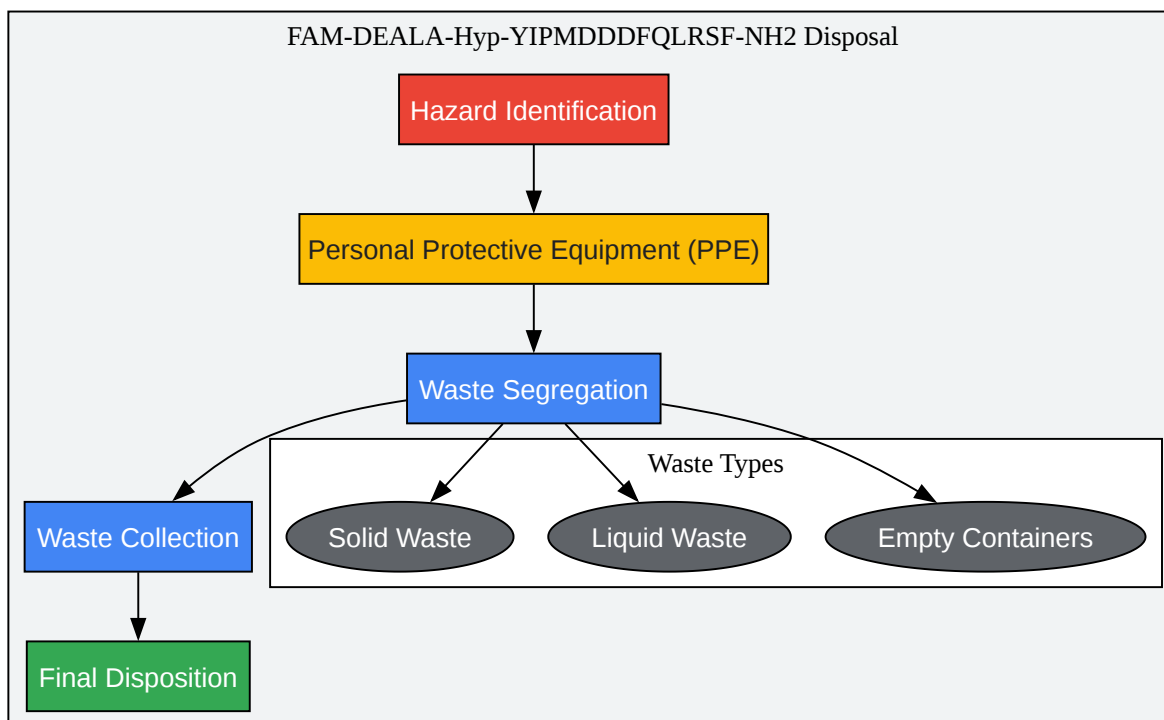 FAM-DEALA-Hyp-YIPMDDDFQLRSF-NH2 Disposal
Hazard Identification
Personal Protective Equipment (PPE)
Waste Segregation
Waste Types
Waste Collection
Solid Waste
Liquid Waste
Empty Containers
Final Disposition